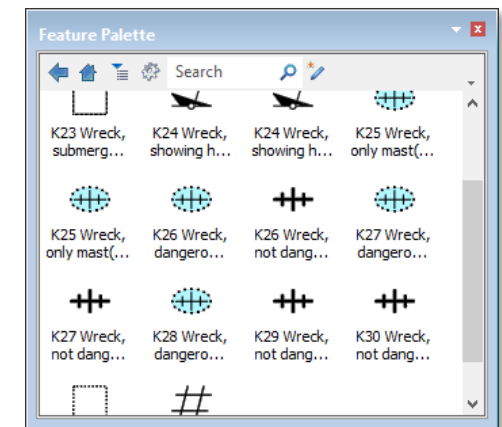 Feature Palette
Search
K23 Wreck, K24 Wreck, K24 Wreck, K25 Wreck,
submerg... showing h... showing h... only mast(...
K25 Wreck, K26 Wreck, K26 Wreck, K27 Wreck,
only mast(... dangero... not dang... dangero...
K27 Wreck, K28 Wreck, K29 Wreck, K30 Wreck,
not dang... dangero... not dang... not dang...